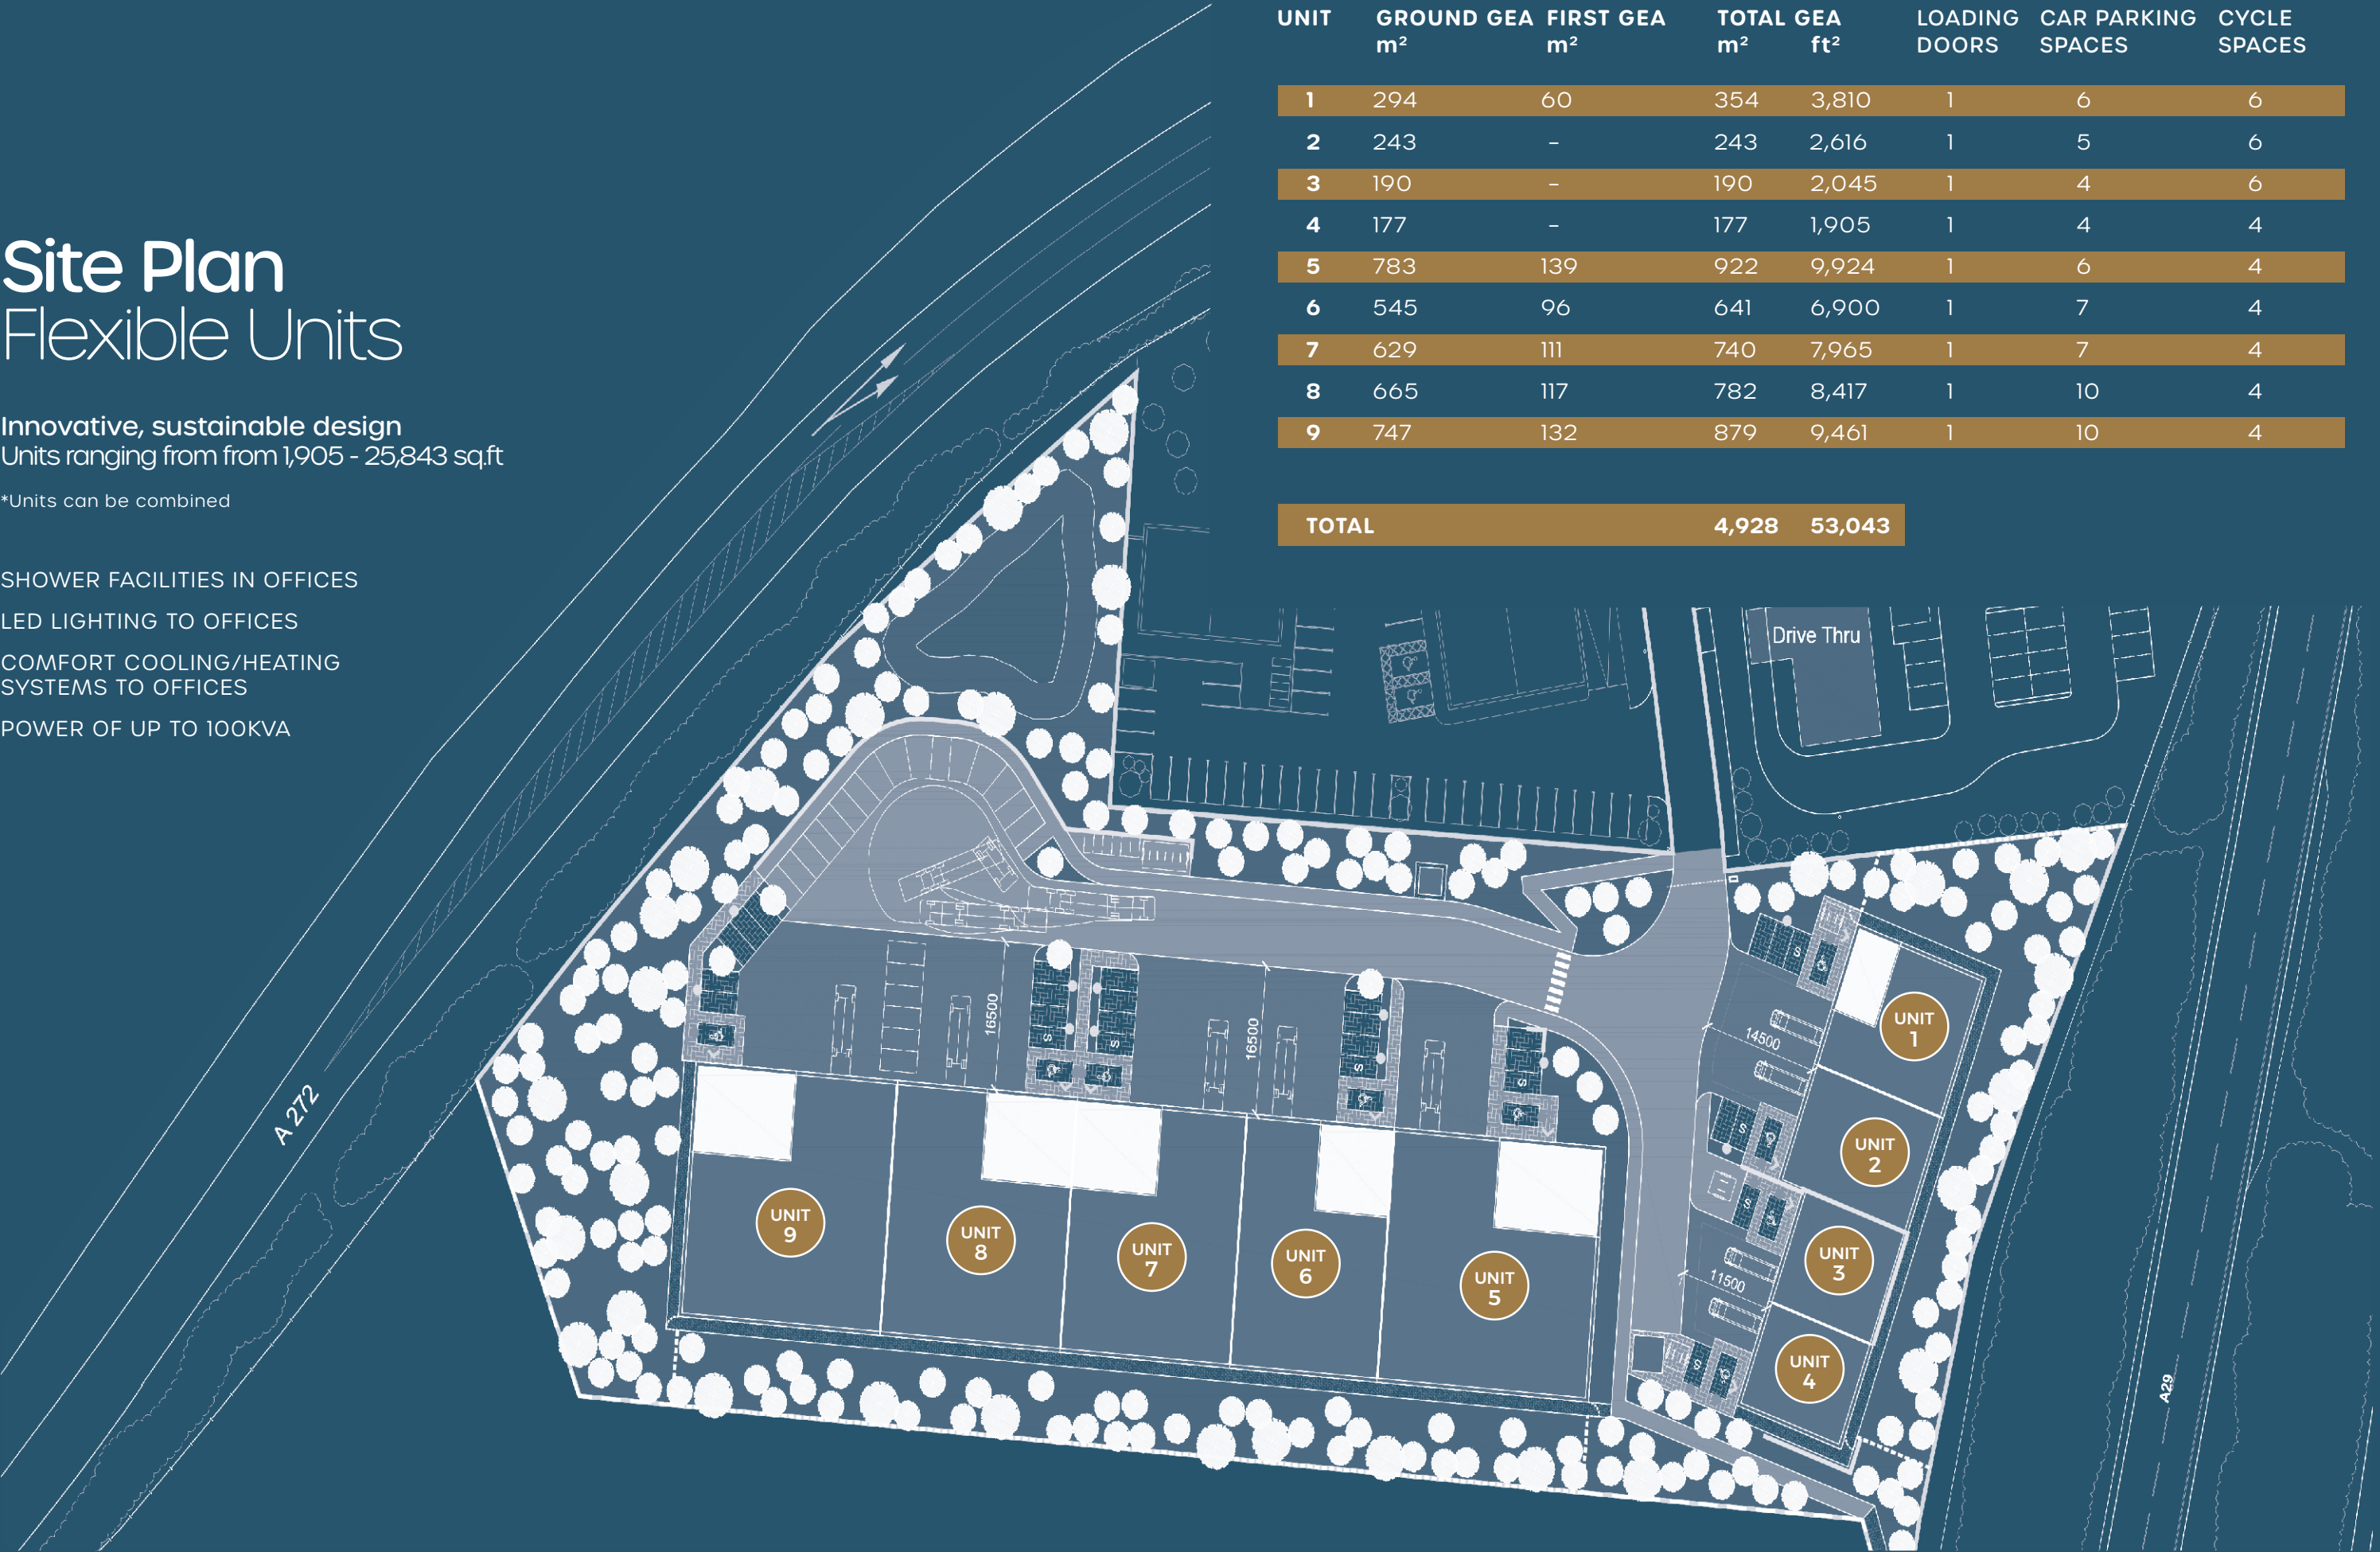 Site Plan
Flexible Units
Innovative, sustainable design
Units ranging from from 1,905 - 25,843 sq.ft
*Units can be combined
SHOWER FACILITIES IN OFFICES
LED LIGHTING TO OFFICES
COMFORT COOLING/HEATING
SYSTEMS TO OFFICES
POWER OF UP TO 100KVA
UNIT GROUND GEA FIRST GEA TOTAL GEA LOADING CAR PARKING CYCLE
m² m² m² ft² DOORS SPACES SPACES
1 294 60 354 3,810 1 6 6
2 243 – 243 2,616 1 5 6
3 190 – 190 2,045 1 4 6
4 177 – 177 1,905 1 4 4
5 783 139 922 9,924 1 6 4
6 545 96 641 6,900 1 7 4
7 629 111 740 7,965 1 7 4
8 665 117 782 8,417 1 10 4
9 747 132 879 9,461 1 10 4
TOTAL 4,928 53,043
Drive Thru
A 272
16500
16500
14500
11500
S
S
S
S
S
S
S
S
UNIT
1
UNIT
2
UNIT
3
UNIT
4
UNIT
5
UNIT
6
UNIT
7
UNIT
8
UNIT
9
A29